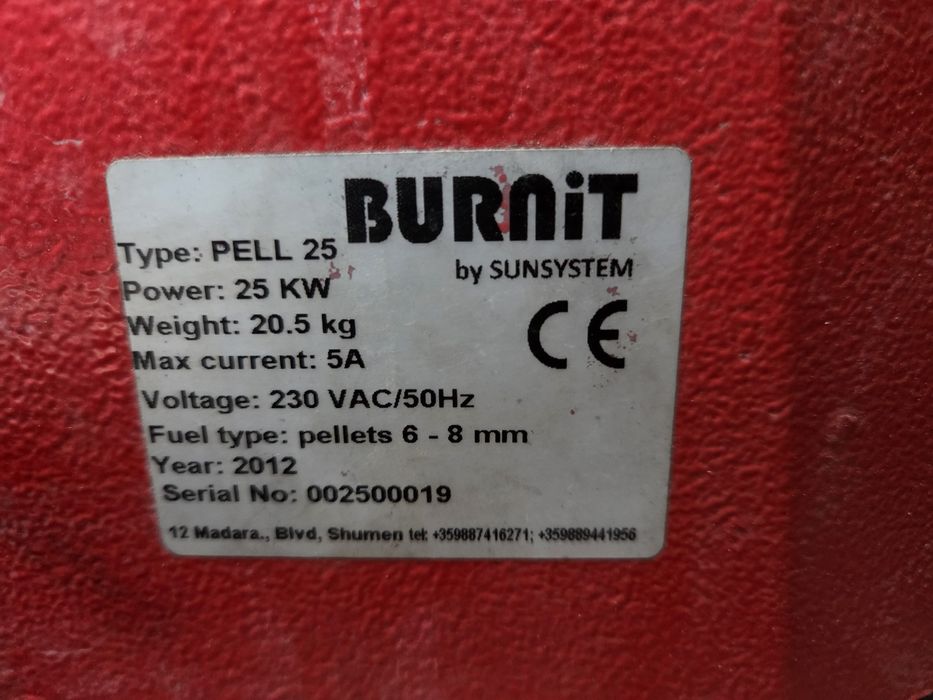 BURNiT
by SUNSYSTEM
Type: PELL 25
Power: 25 KW
Weight: 20.5 kg
Max current: 5A
CE
Voltage: 230 VAC/50Hz
Fuel type: pellets 6 - 8 mm
Year: 2012
Serial No: 002500019
12 Madara., Blvd, Shumen tel: +359887416271; +359889441956